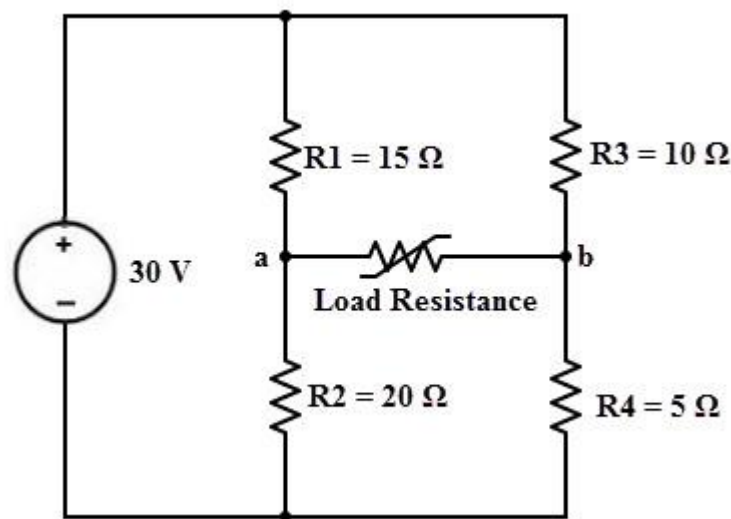 R1 = 15 Ω
R3 = 10 Ω
+
30 V
−
a
b
Load Resistance
R2 = 20 Ω
R4 = 5 Ω